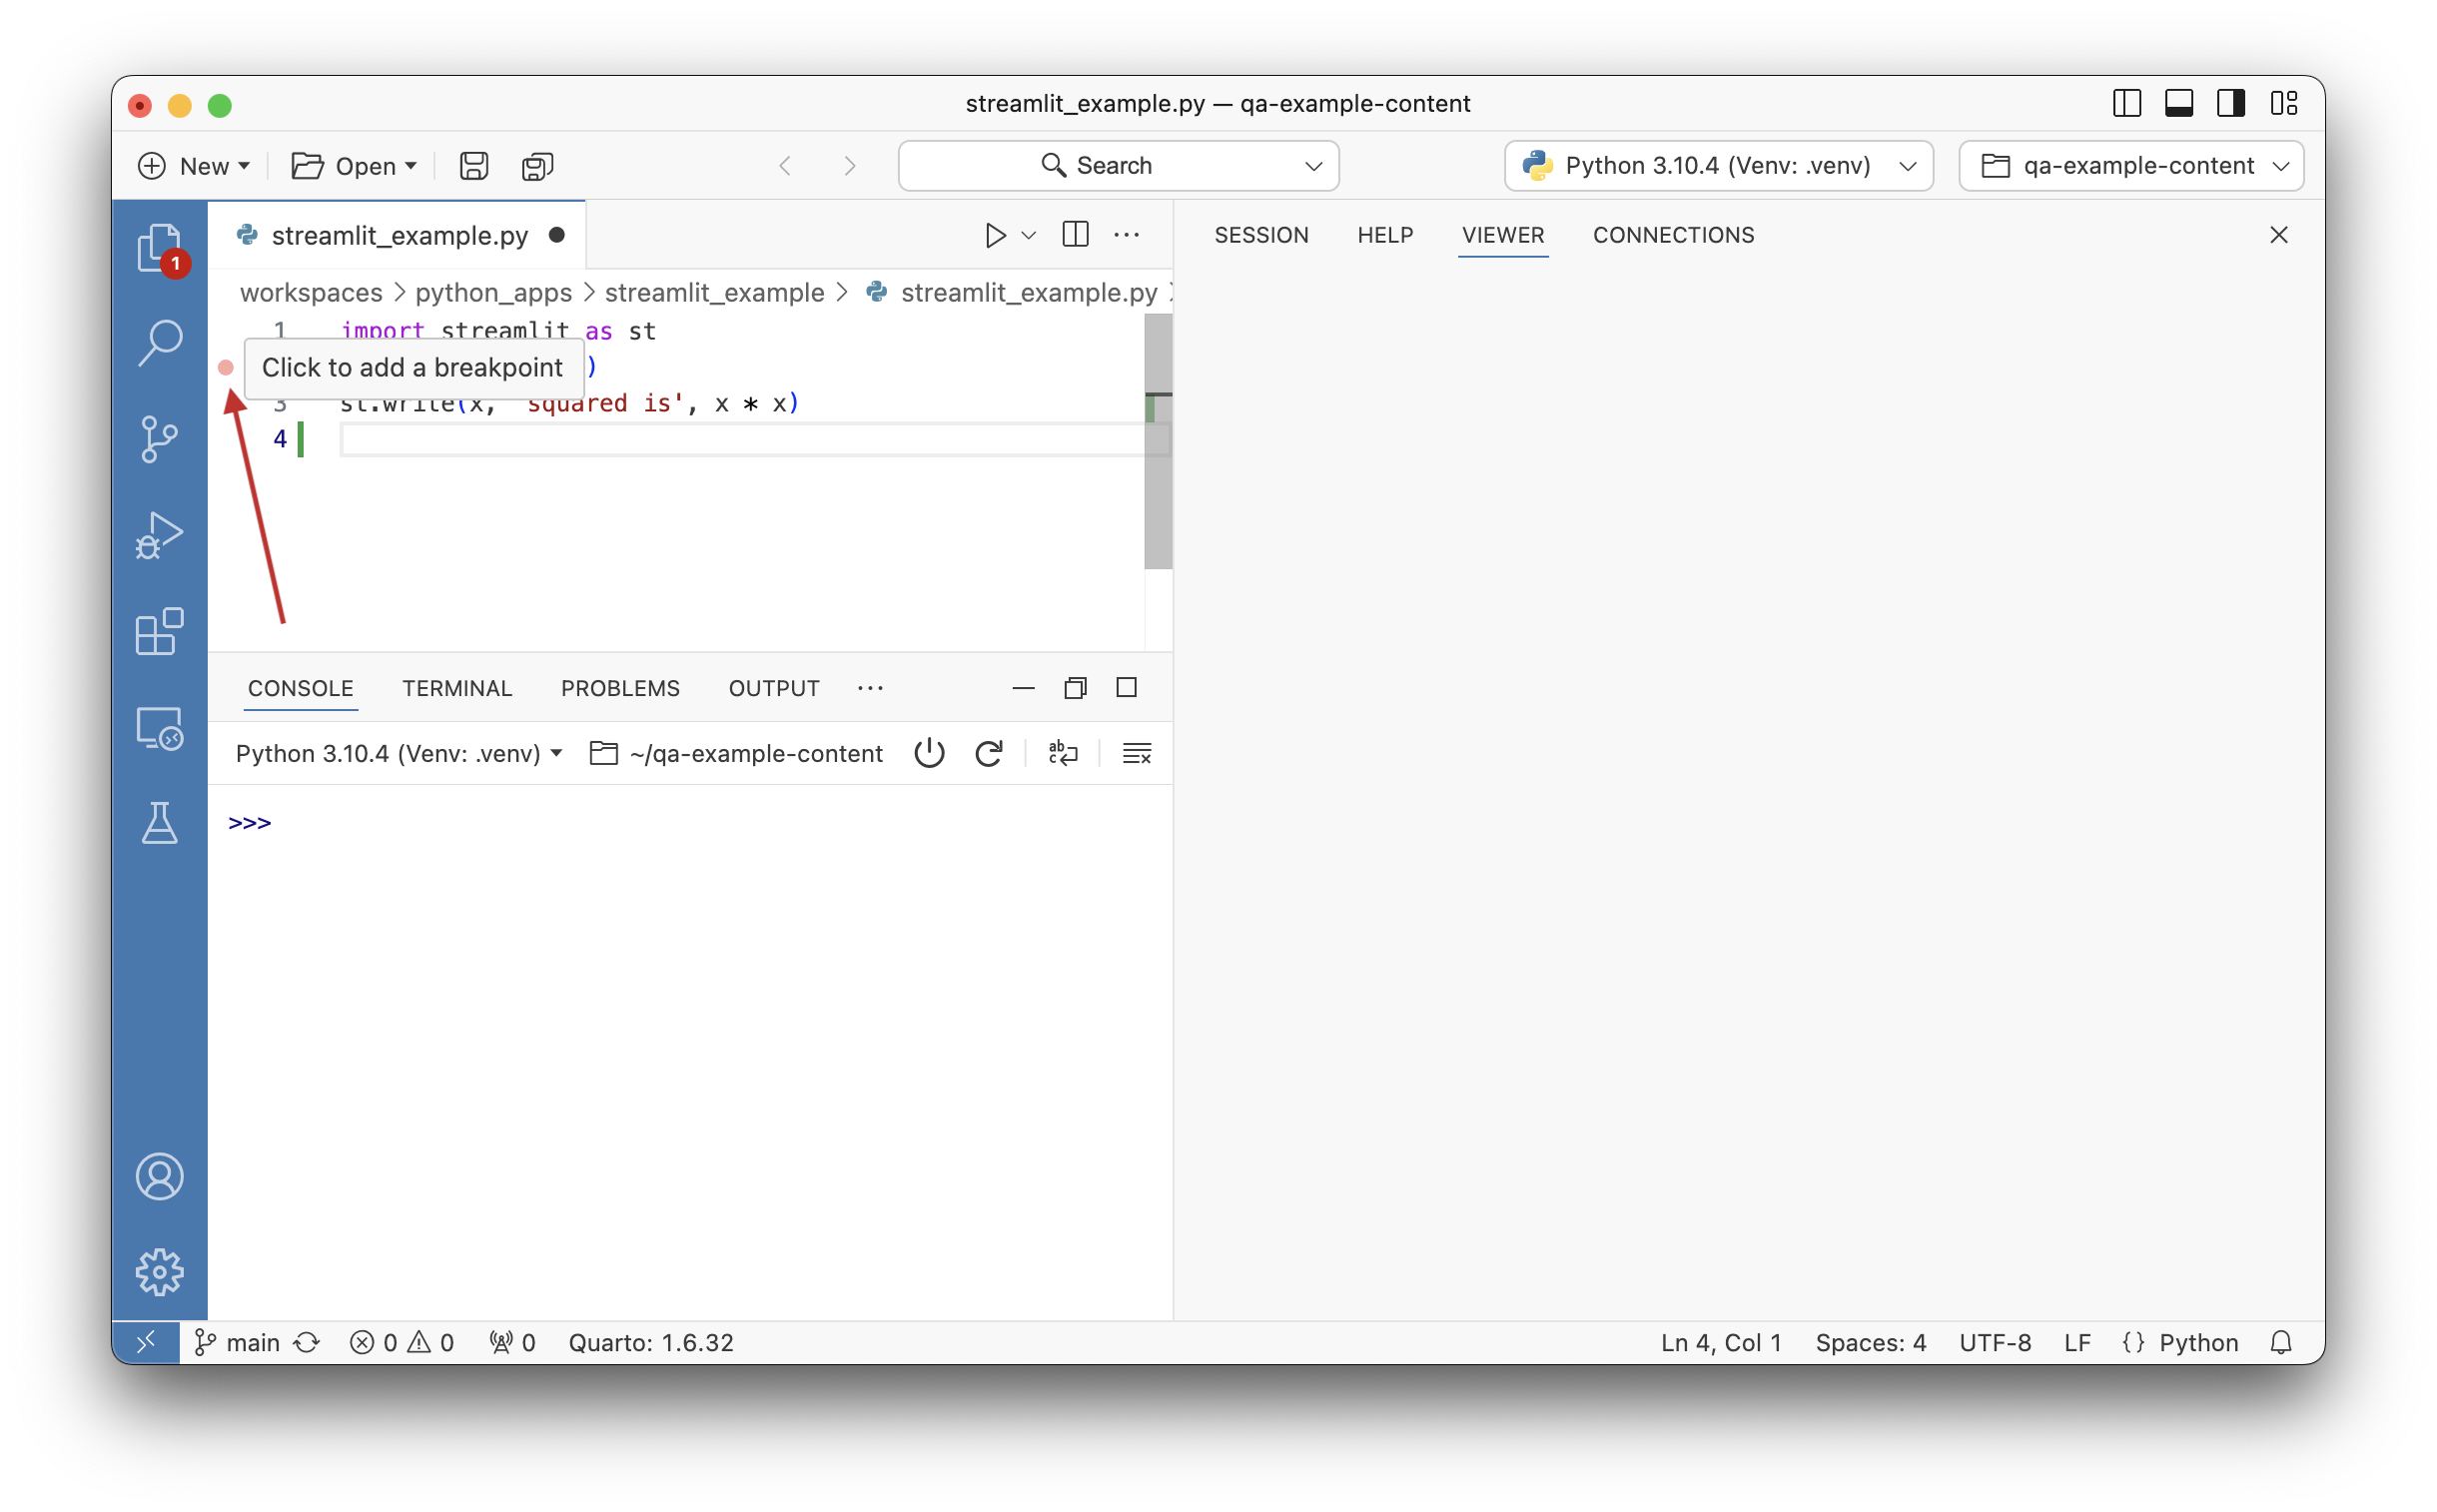 streamlit_example.py — qa-example-content
New Open Search Python 3.10.4 (Venv: .venv) qa-example-content
1
streamlit_example.py
SESSION HELP VIEWER CONNECTIONS
workspaces > python_apps > streamlit_example > streamlit_example.py
1 import streamlit as st
Click to add a breakpoint )
3 st.write(x, 'squared is', x * x)
4
CONSOLE TERMINAL PROBLEMS OUTPUT
Python 3.10.4 (Venv: .venv) ~/qa-example-content
>>>
main 0 0 0 Quarto: 1.6.32 Ln 4, Col 1 Spaces: 4 UTF-8 LF {} Python